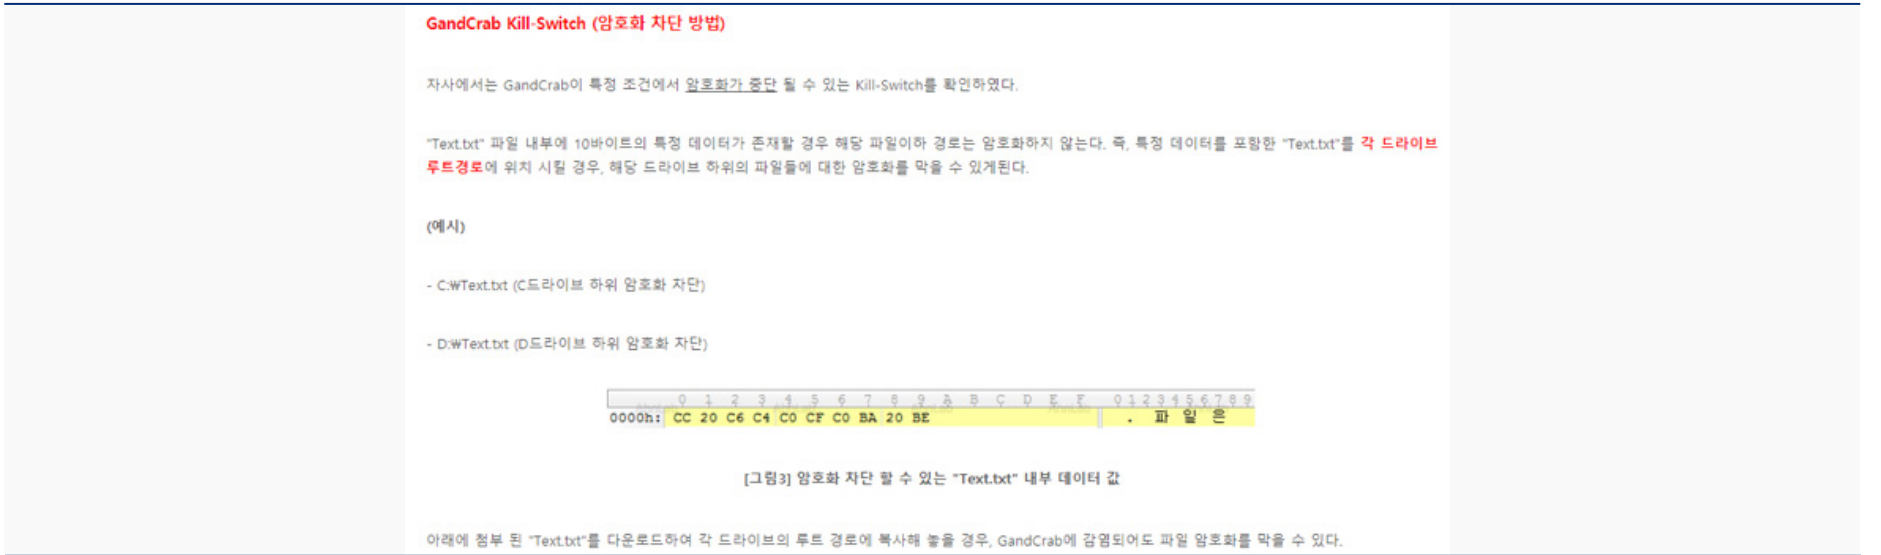 GandCrab Kill-Switch (암호화 차단 방법)
자사에서는 GandCrab이 특정 조건에서 암호화가 중단 될 수 있는 Kill-Switch를 확인하였다.
"Text.txt" 파일 내부에 10바이트의 특정 데이터가 존재할 경우 해당 파일이하 경로는 암호화하지 않는다. 즉, 특정 데이터를 포함한 "Text.txt"를 각 드라이브
루트경로에 위치 시킬 경우, 해당 드라이브 하위의 파일들에 대한 암호화를 막을 수 있게된다.
(예시)
- C:₩Text.txt (C드라이브 하위 암호화 차단)
- D:₩Text.txt (D드라이브 하위 암호화 차단)
0 1 2 3 4 5 6 7 8 9 A B C D E F 0123456789
0000h: CC 20 C6 C4 C0 CF C0 BA 20 BE . 파 일 은
[그림3] 암호화 차단 할 수 있는 "Text.txt" 내부 데이터 값
아래에 첨부 된 "Text.txt"를 다운로드하여 각 드라이브의 루트 경로에 복사해 놓을 경우, GandCrab에 감염되어도 파일 암호화를 막을 수 있다.